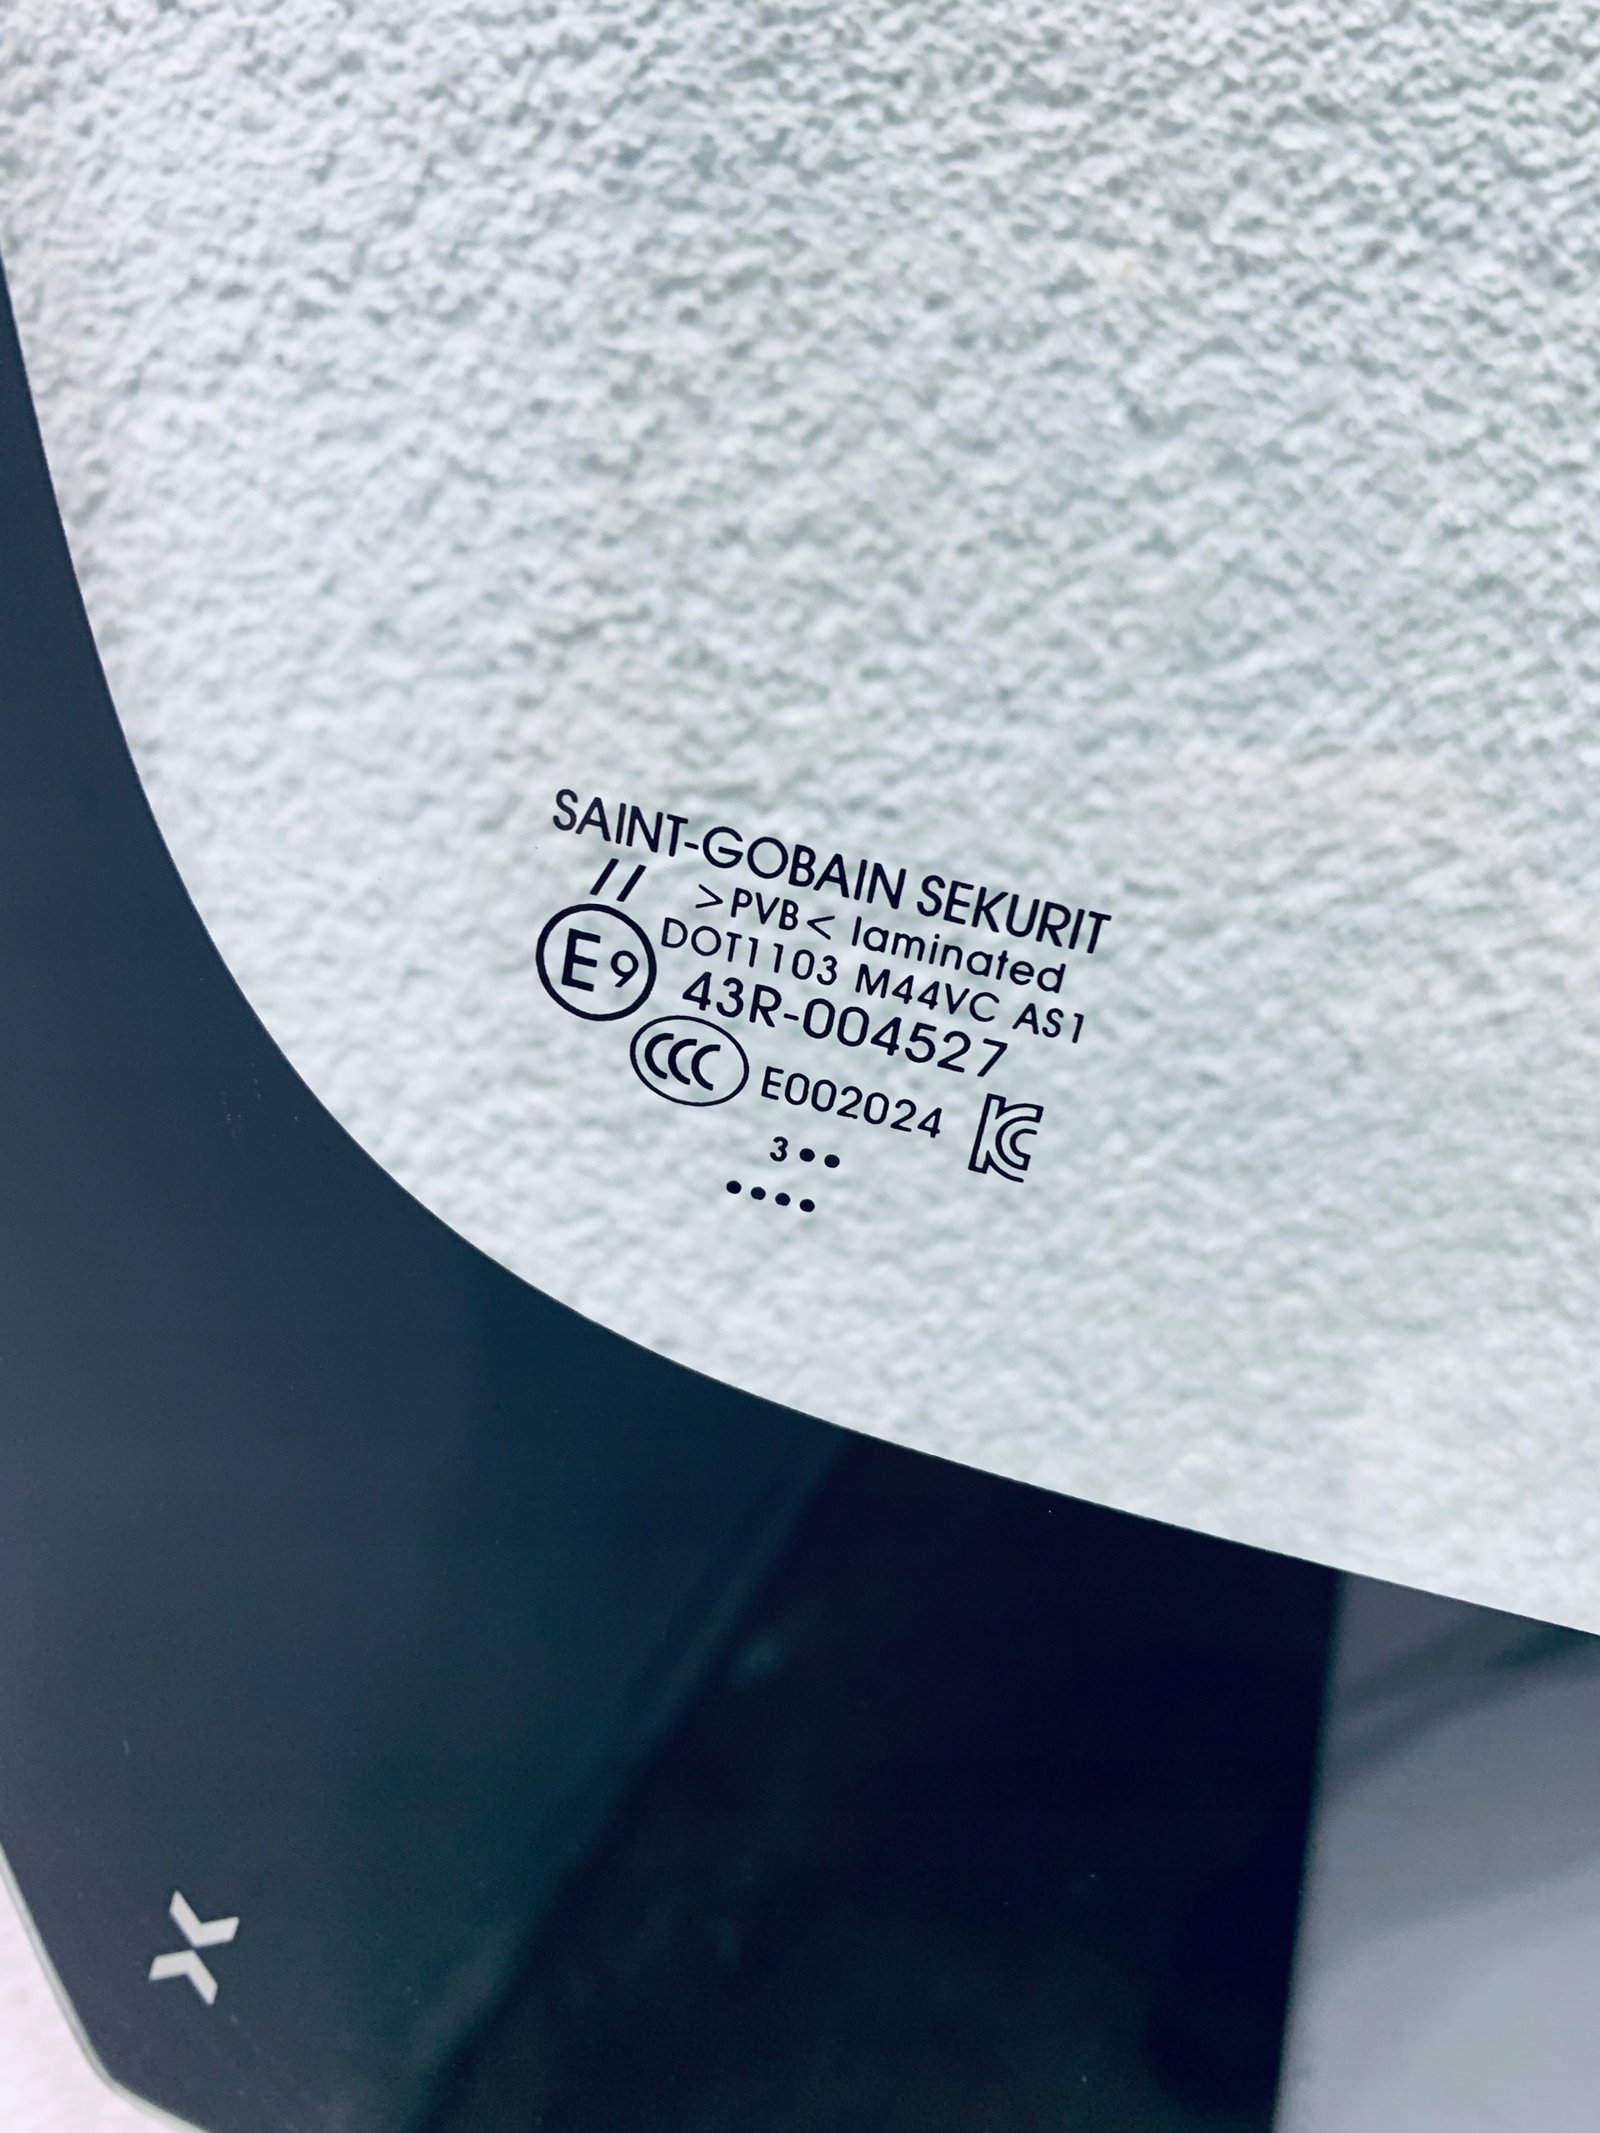 SAINT-GOBAIN SEKURIT
// >PVB< laminated
DOT1103 M44VC AS1
E9 43R-004527
CCC E002024 KC
3••
••••